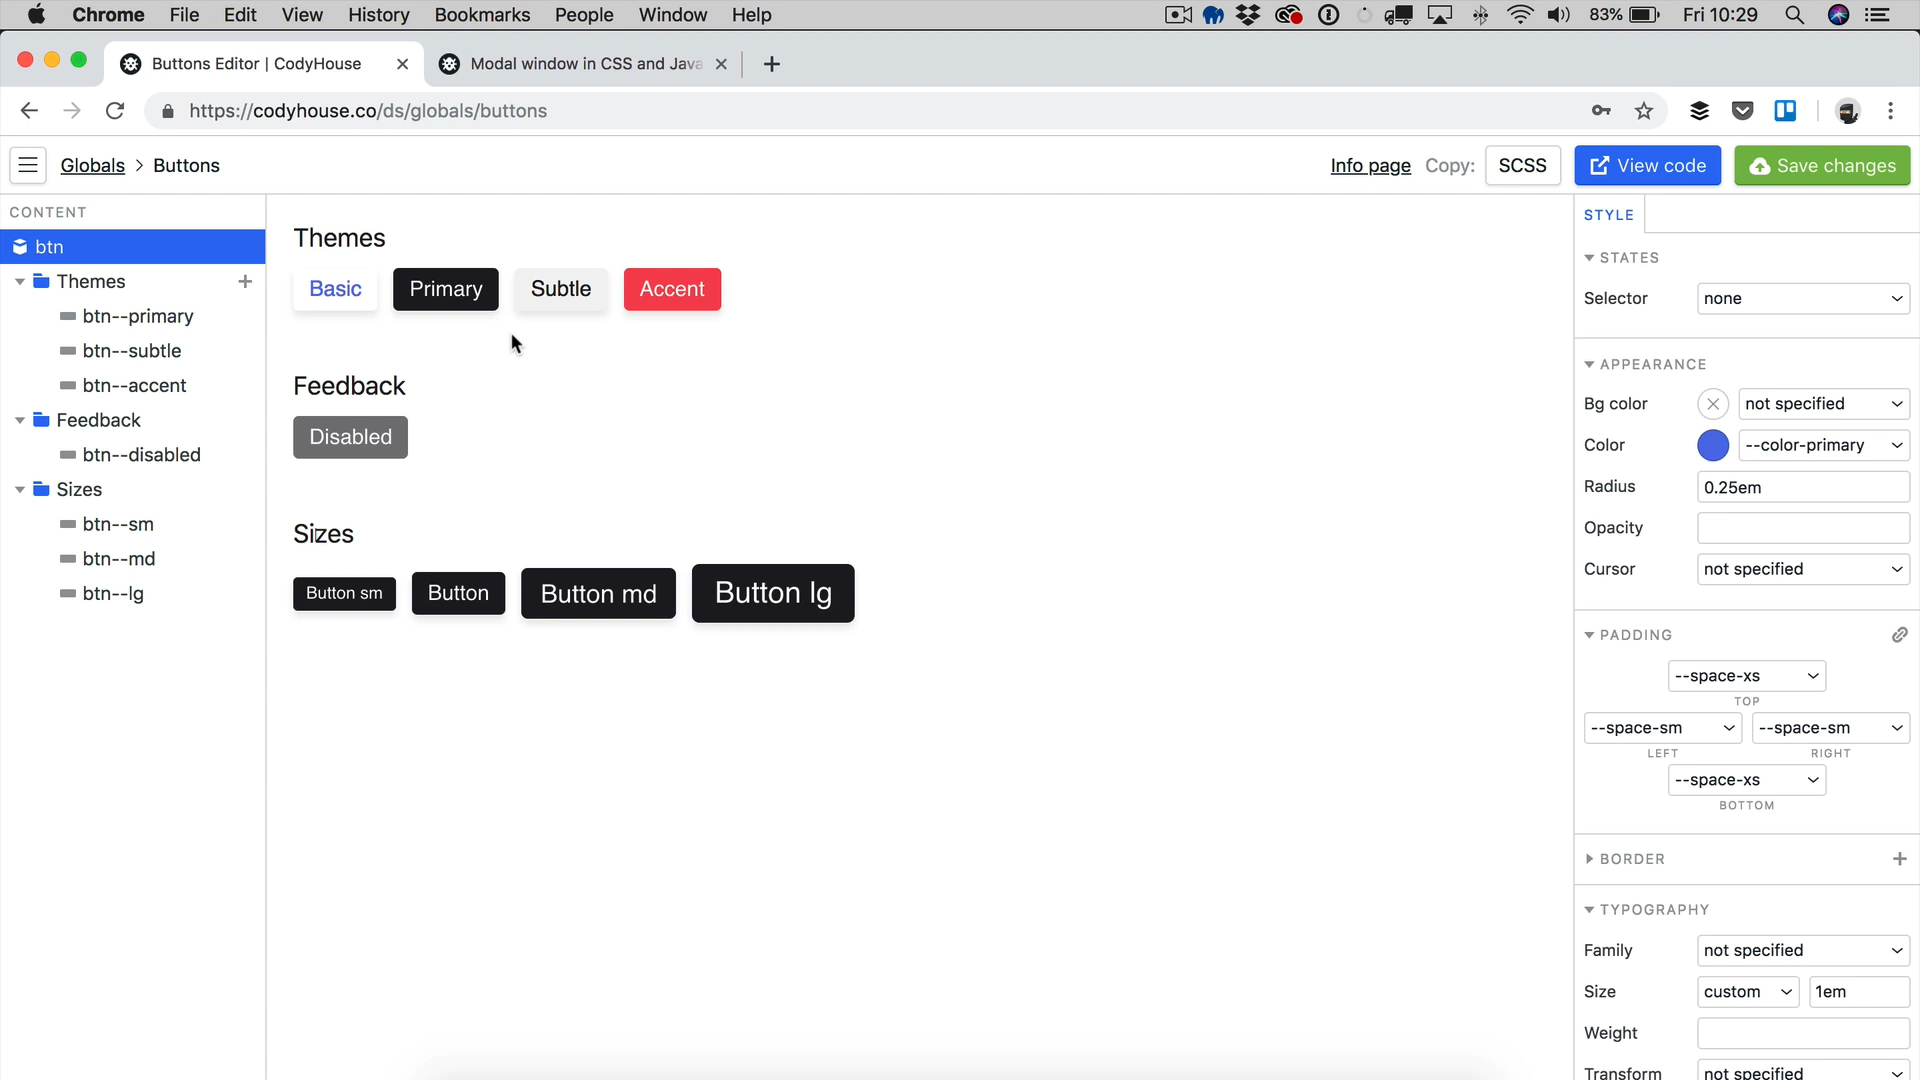 Chrome File Edit View History Bookmarks People Window Help 83% Fri 10:29
Buttons Editor | CodyHouse Modal window in CSS and Java
https://codyhouse.co/ds/globals/buttons
Globals > Buttons Info page Copy: SCSS View code Save changes
CONTENT
btn
Themes
btn--primary
btn--subtle
btn--accent
Feedback
btn--disabled
Sizes
btn--sm
btn--md
btn--lg
Themes
Basic Primary Subtle Accent
Feedback
Disabled
Sizes
Button sm Button Button md Button lg
STYLE
STATES
Selector none
APPEARANCE
Bg color not specified
Color --color-primary
Radius 0.25em
Opacity
Cursor not specified
PADDING
--space-xs
TOP
--space-sm --space-sm
LEFT RIGHT
--space-xs
BOTTOM
BORDER
TYPOGRAPHY
Family not specified
Size custom 1em
Weight
Transform not specified